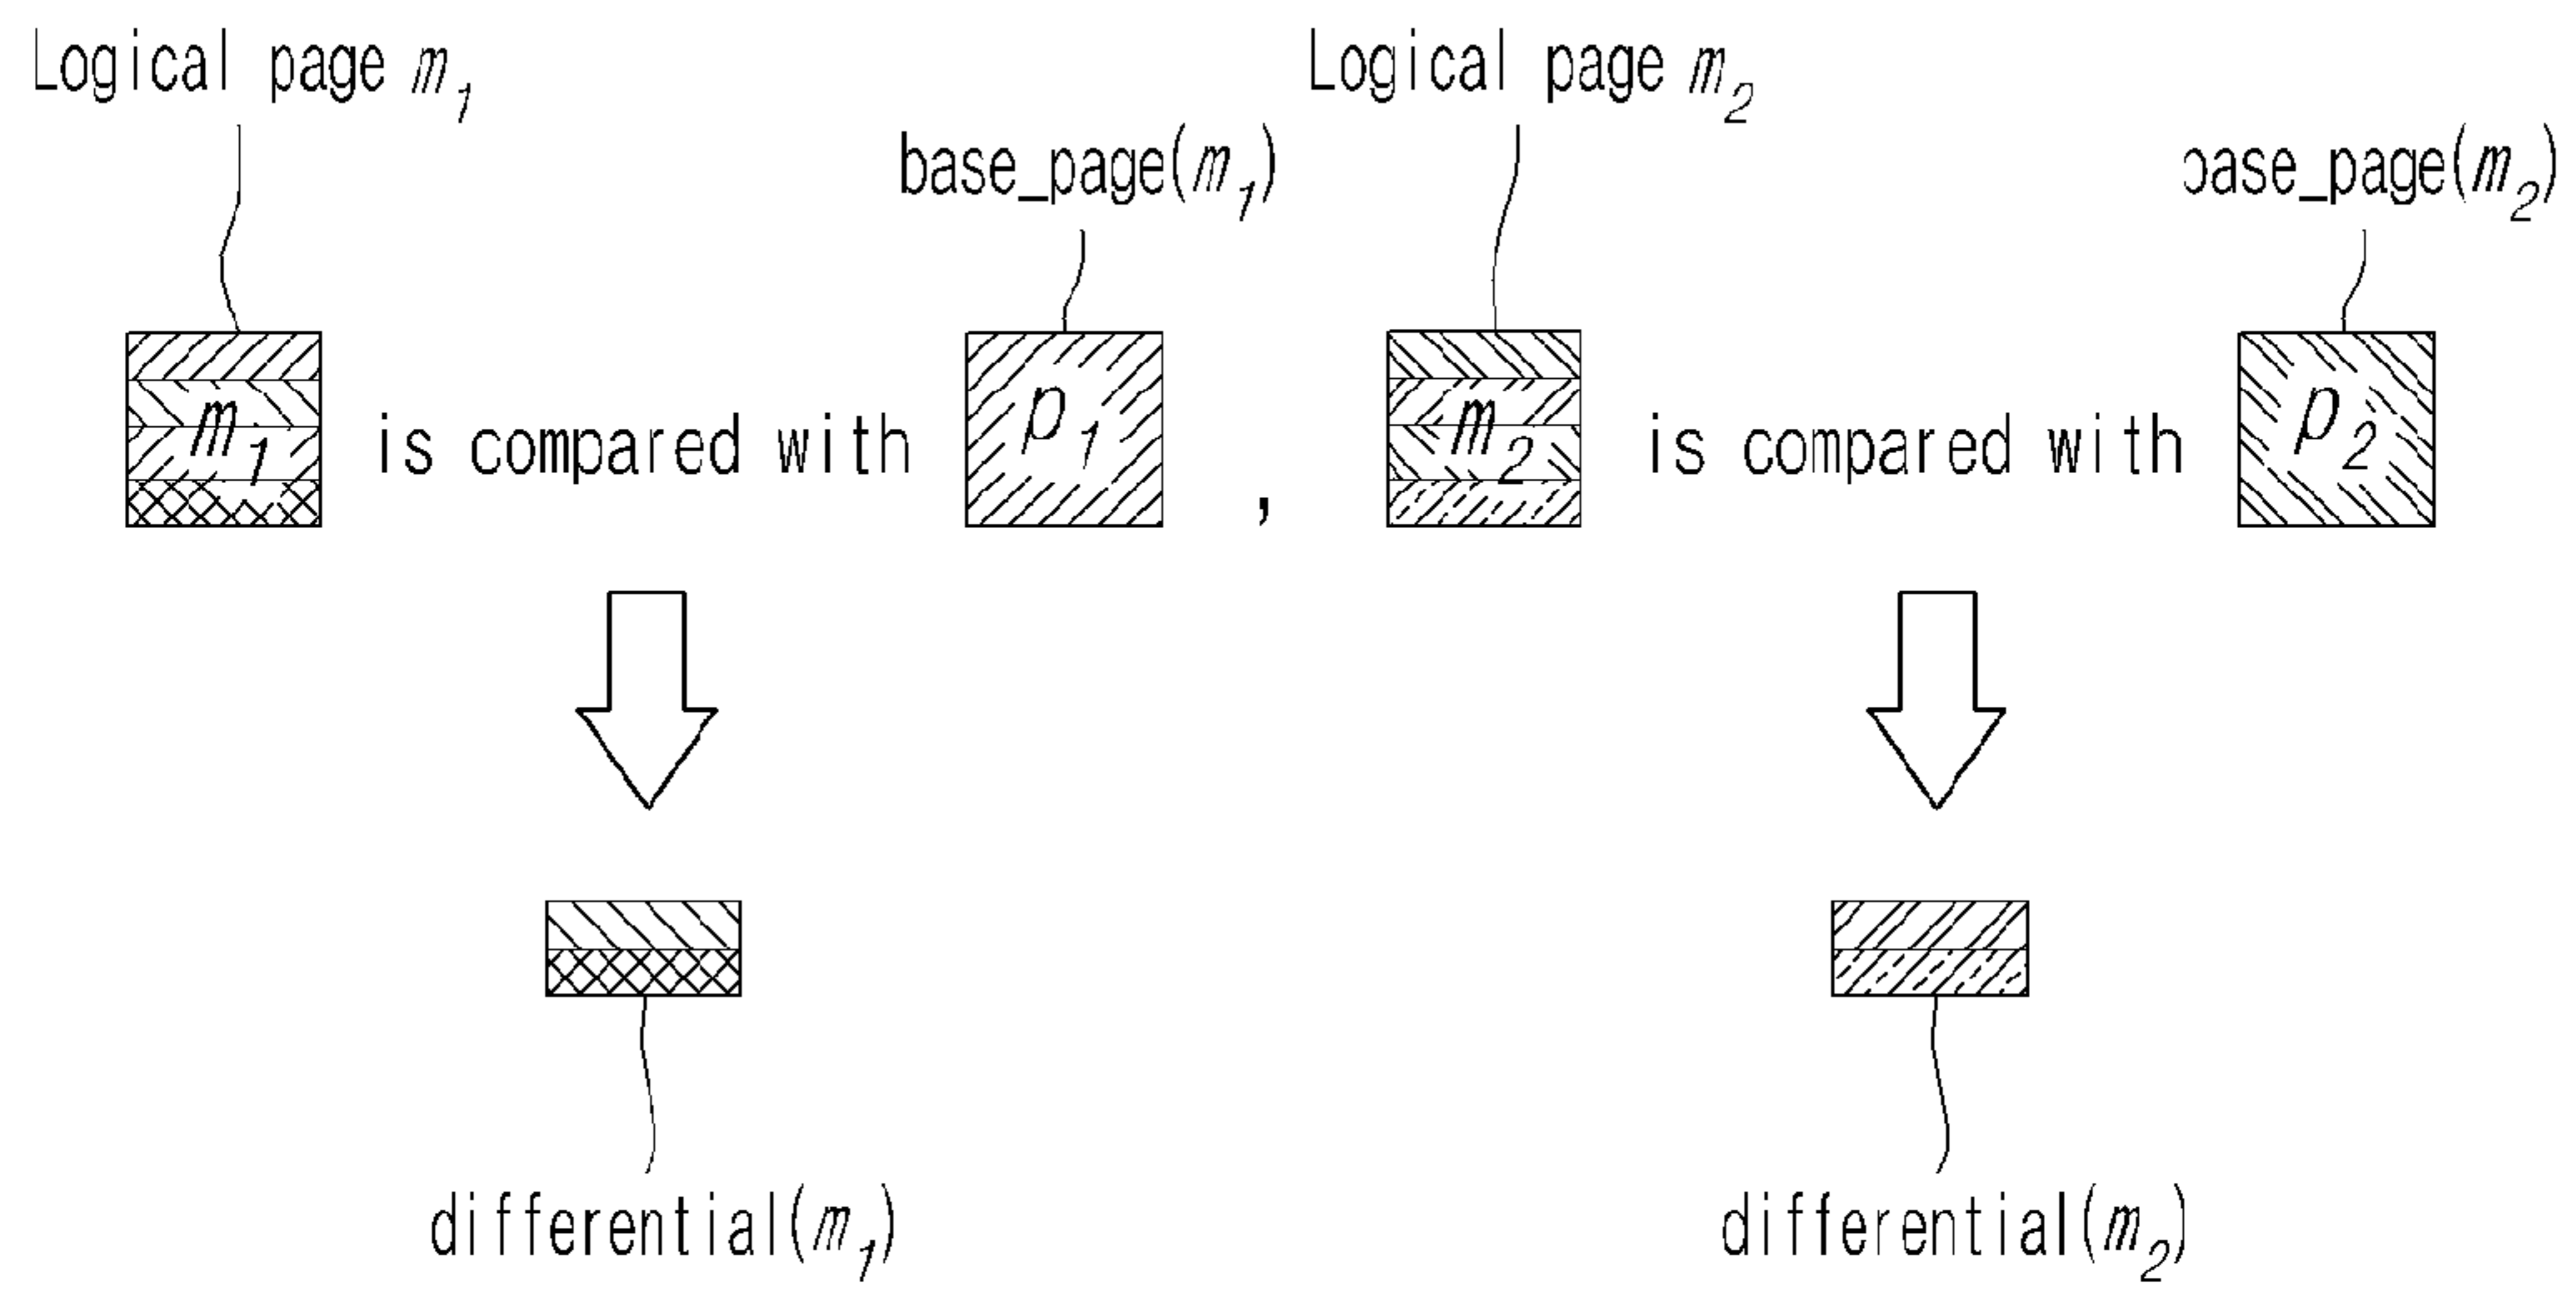 Logical page m1
Logical page m2
base_page(m1)
base_page(m2)
m1 is compared with p1 , m2 is compared with p2
differential(m1)
differential(m2)